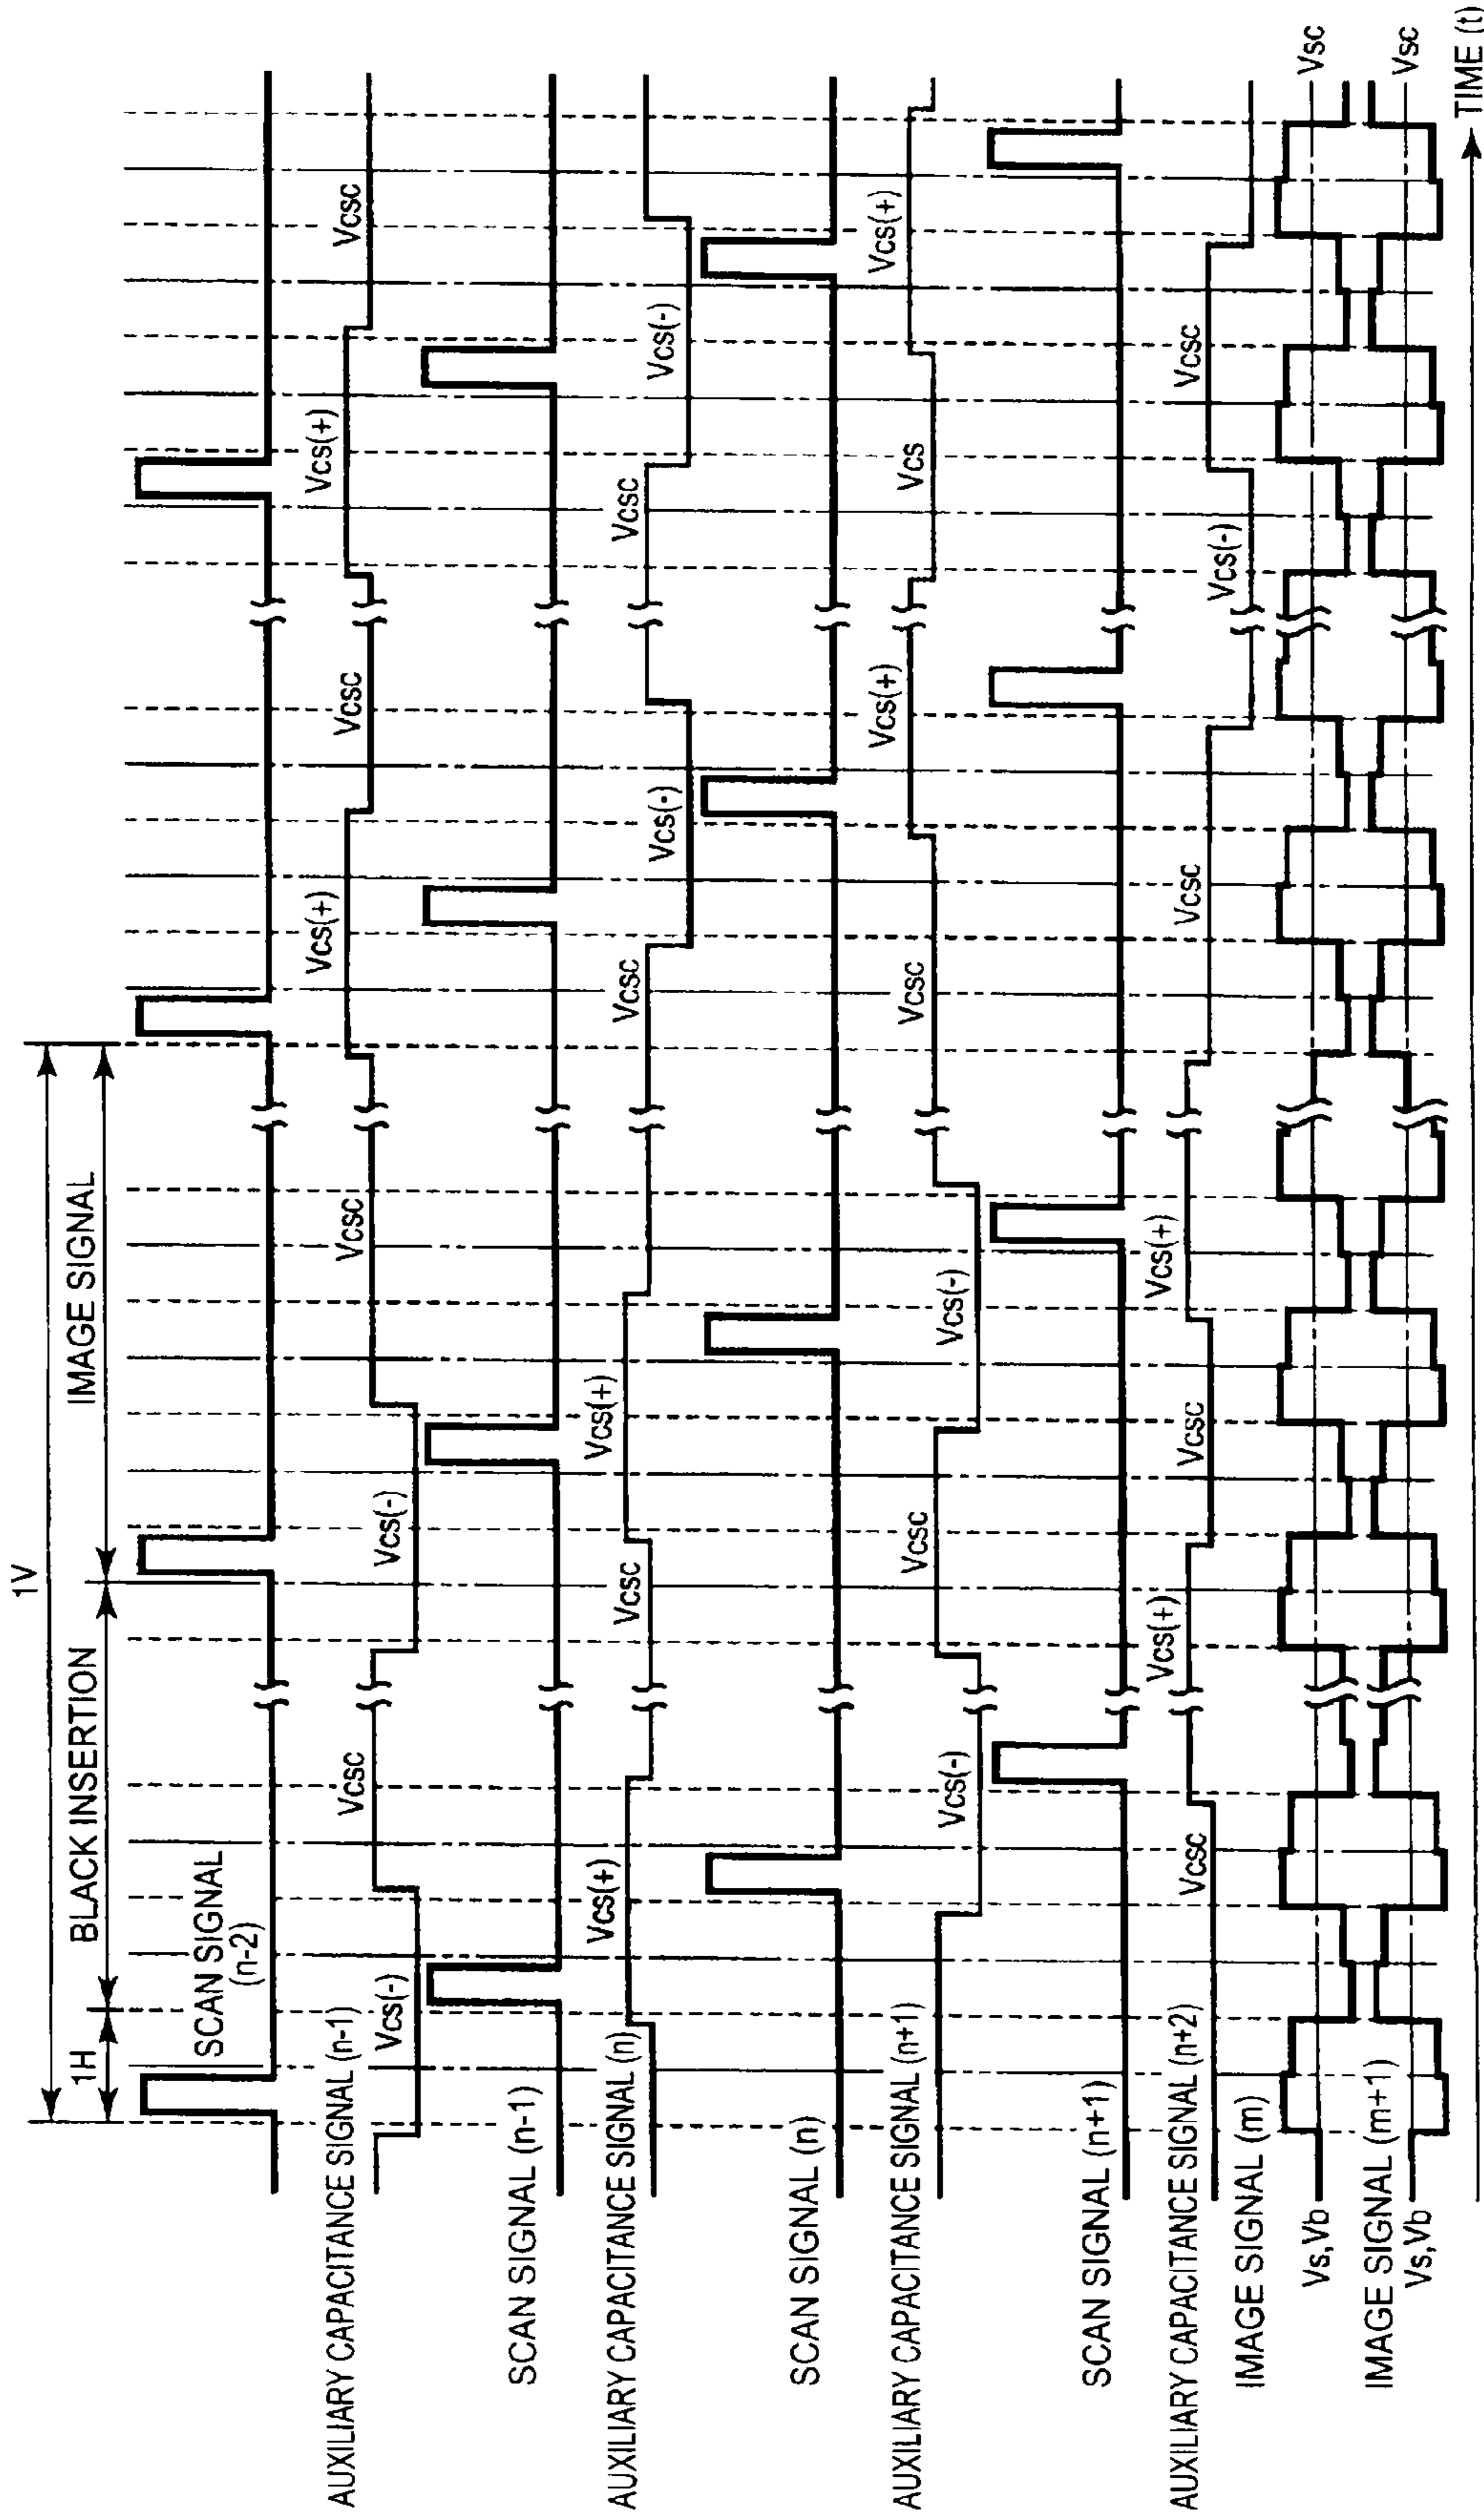 1V
1H
BLACK INSERTION
IMAGE SIGNAL
SCAN SIGNAL
(n-2)
AUXILIARY CAPACITANCE SIGNAL (n-1)
Vcs(-)
Vcsc
Vcs(-)
Vcsc
Vcs(+)
Vcsc
Vcs(+)
Vcsc
SCAN SIGNAL (n-1)
AUXILIARY CAPACITANCE SIGNAL (n)
Vcs(+)
Vcsc
Vcs(+)
Vcsc
Vcs(-)
Vcsc
Vcs(-)
SCAN SIGNAL (n)
AUXILIARY CAPACITANCE SIGNAL (n+1)
Vcs(-)
Vcsc
Vcs(-)
Vcsc
Vcs(+)
Vcs
Vcs(+)
SCAN SIGNAL (n+1)
AUXILIARY CAPACITANCE SIGNAL (n+2)
Vcsc
Vcs(+)
Vcsc
Vcs(+)
Vcsc
Vcs(-)
Vcsc
IMAGE SIGNAL (m)
Vs,Vb
Vsc
IMAGE SIGNAL (m+1)
Vs,Vb
Vsc
TIME (t)